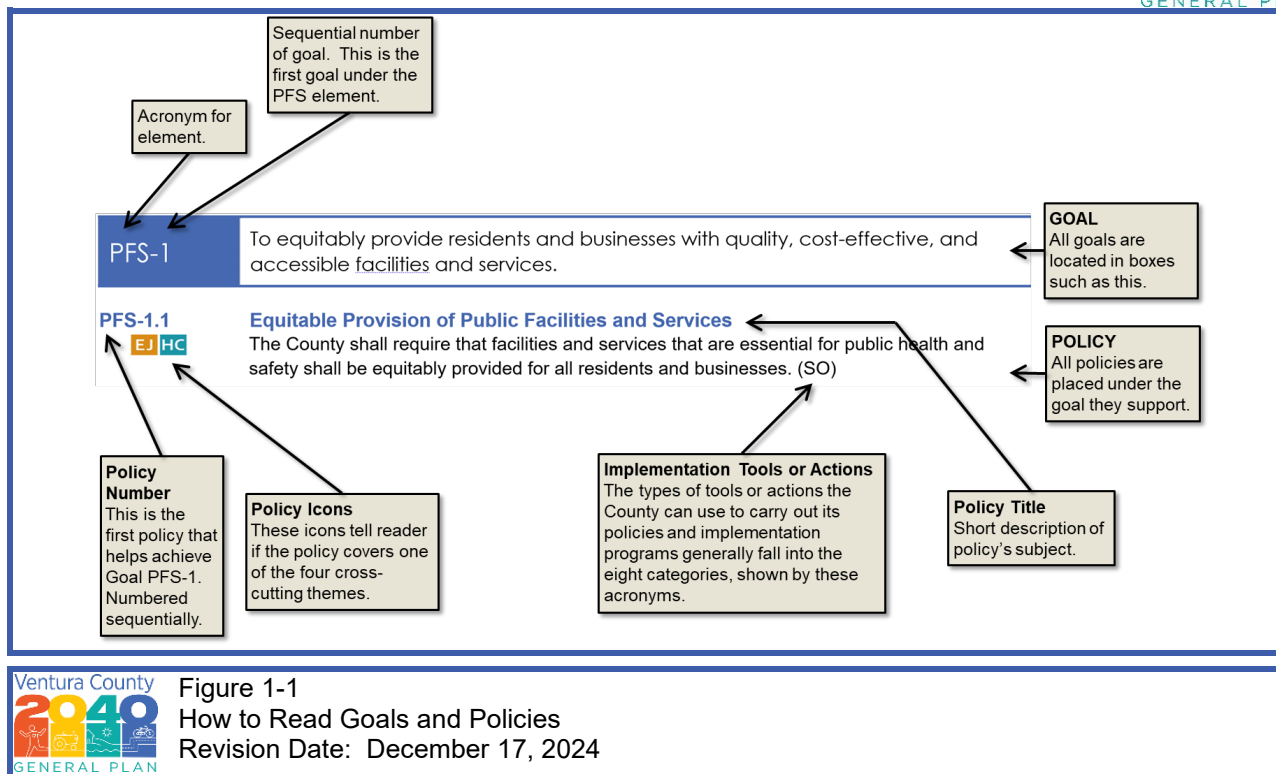 GENERAL P
Sequential number
of goal. This is the
first goal under the
PFS element.
Acronym for
element.
PFS-1
To equitably provide residents and businesses with quality, cost-effective, and
accessible facilities and services.
GOAL
All goals are
located in boxes
such as this.
PFS-1.1
EJ HC
Equitable Provision of Public Facilities and Services
The County shall require that facilities and services that are essential for public health and
safety shall be equitably provided for all residents and businesses. (SO)
POLICY
All policies are
placed under the
goal they support.
Policy
Number
This is the
first policy that
helps achieve
Goal PFS-1.
Numbered
sequentially.
Policy Icons
These icons tell reader
if the policy covers one
of the four cross-
cutting themes.
Implementation Tools or Actions
The types of tools or actions the
County can use to carry out its
policies and implementation
programs generally fall into the
eight categories, shown by these
acronyms.
Policy Title
Short description of
policy's subject.
Ventura County
2040
GENERAL PLAN
Figure 1-1
How to Read Goals and Policies
Revision Date: December 17, 2024